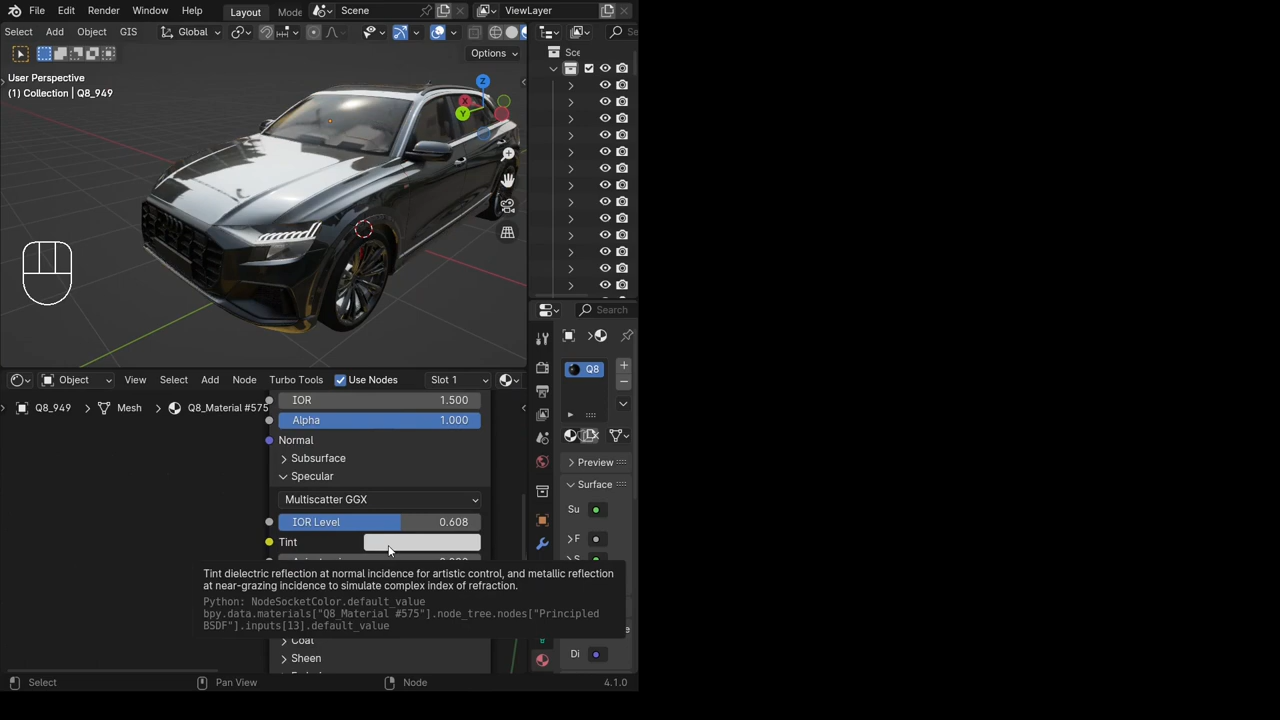 File Edit Render Window Help Layout Mode Scene ViewLayer
Select Add Object GIS Global
Options
User Perspective
(1) Collection | Q8_949
Z
X
Y
Search
Q8
Object View Select Add Node Turbo Tools Use Nodes Slot 1
Q8_949 Mesh Q8_Material #575
IOR 1.500
Alpha 1.000
Normal
Subsurface
Specular
Multiscatter GGX
IOR Level 0.608
Tint
Preview
Surface
Su
F
S
Tint dielectric reflection at normal incidence for artistic control, and metallic reflection
at near-grazing incidence to simulate complex index of refraction.
Python: NodeSocketColor.default_value
bpy.data.materials["Q8_Material #575"].node_tree.nodes["Principled
BSDF"].inputs[13].default_value
Coat
Sheen
Di
Select Pan View Node 4.1.0